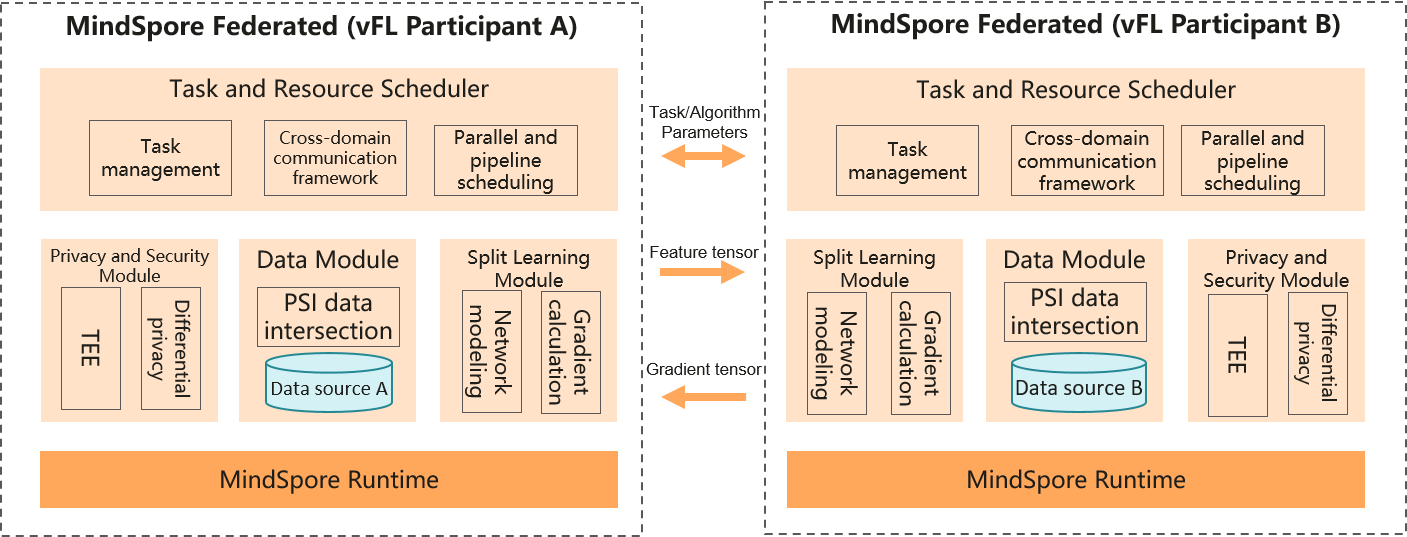 MindSpore Federated (vFL Participant A)
Task and Resource Scheduler
Task
management
Cross-domain
communication
framework
Parallel and
pipeline
scheduling
Privacy and Security
Module
TEE
Differential
privacy
Data Module
PSI data
intersection
Data source A
Split Learning
Module
Network
modeling
Gradient
calculation
MindSpore Runtime
Task/Algorithm
Parameters
Feature tensor
Gradient tensor
MindSpore Federated (vFL Participant B)
Task and Resource Scheduler
Task
management
Cross-domain
communication
framework
Parallel and
pipeline
scheduling
Split Learning
Module
Network
modeling
Gradient
calculation
Data Module
PSI data
intersection
Data source B
Privacy and
Security Module
TEE
Differential
privacy
MindSpore Runtime